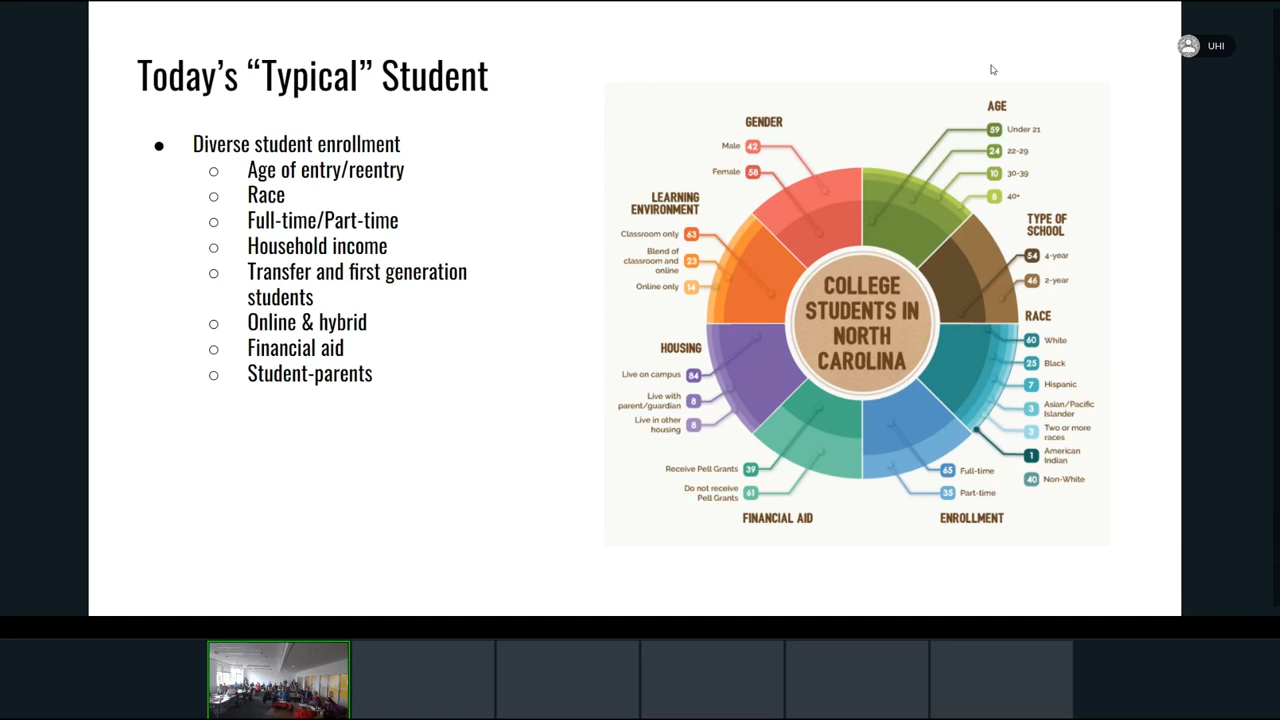 Today's “Typical” Student
● Diverse student enrollment
○ Age of entry/reentry
○ Race
○ Full-time/Part-time
○ Household income
○ Transfer and first generation
students
○ Online & hybrid
○ Financial aid
○ Student-parents
UHI
COLLEGE
STUDENTS IN
NORTH
CAROLINA
GENDER
Male 42
Female 58
AGE
59 Under 21
24 22-29
10 30-39
8 40+
TYPE OF
SCHOOL
54 4-year
46 2-year
RACE
60 White
25 Black
7 Hispanic
3 Asian/Pacific
Islander
3 Two or more
races
1 American
Indian
40 Non-White
ENROLLMENT
65 Full-time
35 Part-time
FINANCIAL AID
Receive Pell Grants 39
Do not receive
Pell Grants 61
HOUSING
Live on campus 84
Live with
parent/guardian 8
Live in other
housing 8
LEARNING
ENVIRONMENT
Classroom only 63
Blend of
classroom and 23
online
Online only 14